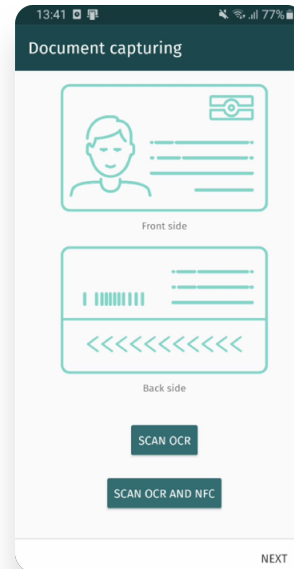 13:41 77%
Document capturing
Front side
<<<<<<<<<<<
Back side
SCAN OCR
SCAN OCR AND NFC
NEXT